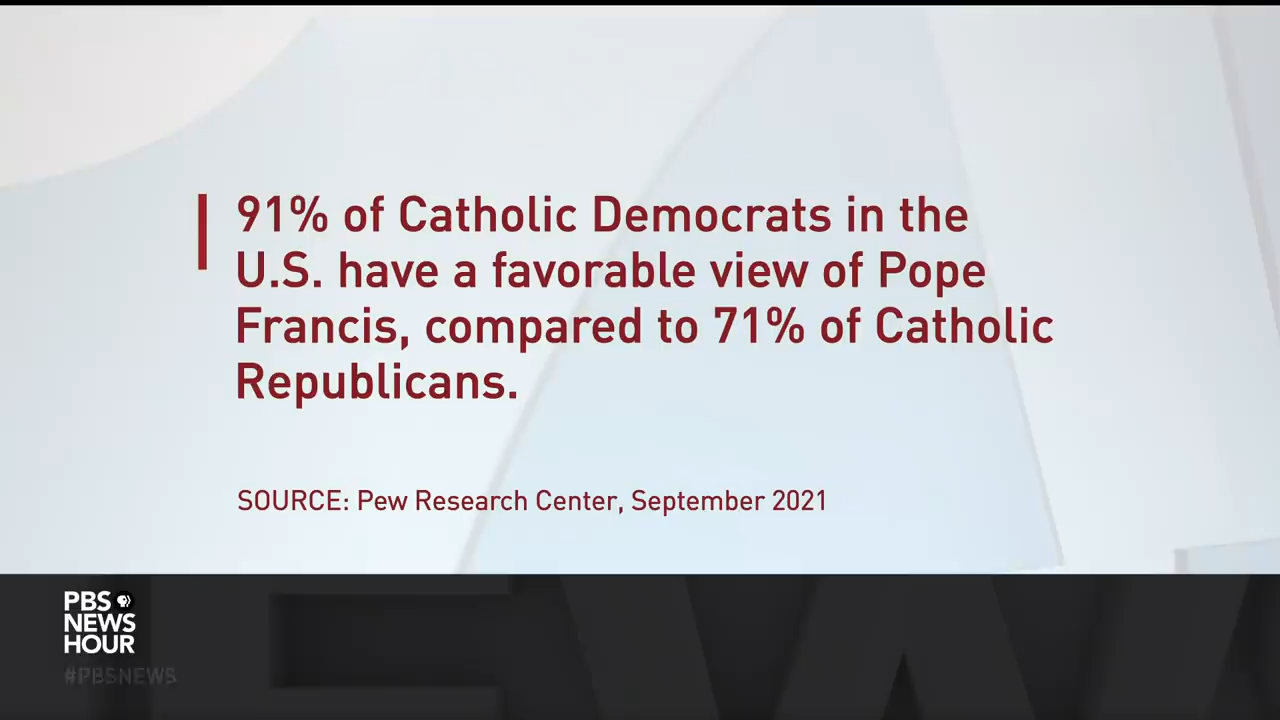 91% of Catholic Democrats in the
U.S. have a favorable view of Pope
Francis, compared to 71% of Catholic
Republicans.
SOURCE: Pew Research Center, September 2021
PBS
NEWS
HOUR
#PBSNEWS